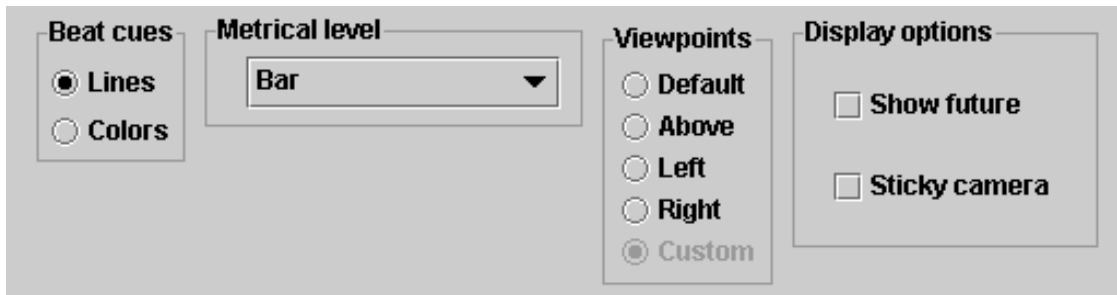 Beat cues
Lines
Colors
Metrical level
Bar
Viewpoints
Default
Above
Left
Right
Custom
Display options
Show future
Sticky camera